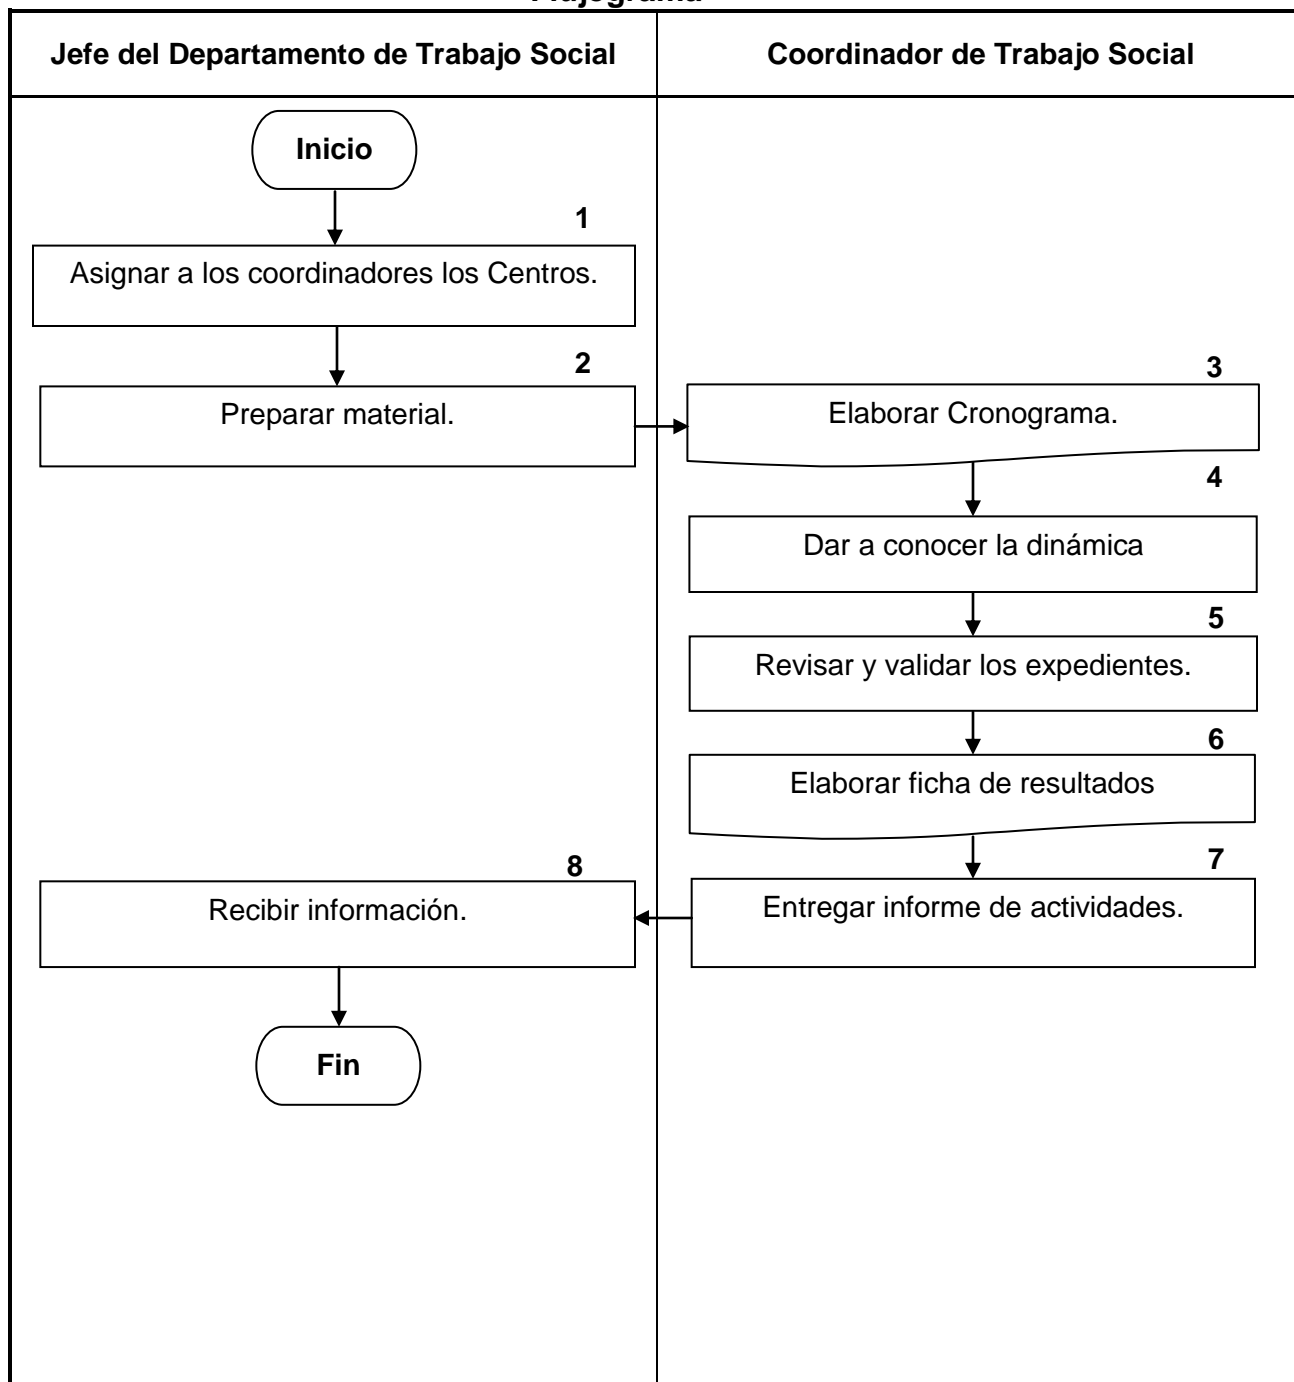 Flujograma
Jefe del Departamento de Trabajo Social
Coordinador de Trabajo Social
Inicio
1
Asignar a los coordinadores los Centros.
2
Preparar material.
3
Elaborar Cronograma.
4
Dar a conocer la dinámica
5
Revisar y validar los expedientes.
6
Elaborar ficha de resultados
7
Entregar informe de actividades.
8
Recibir información.
Fin